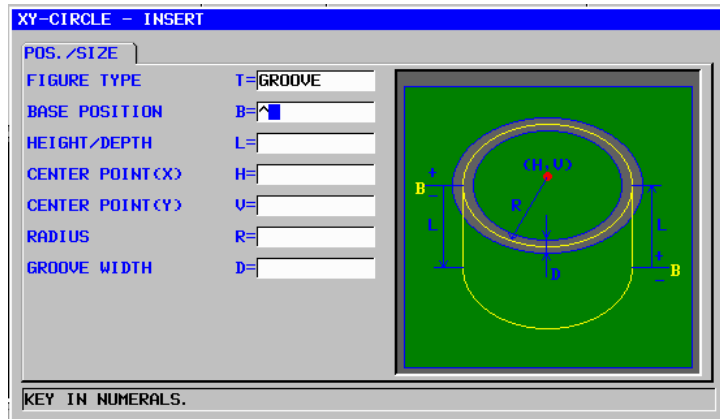 XY-CIRCLE - INSERT
POS./SIZE
FIGURE TYPE T=GROOVE
BASE POSITION B=^
HEIGHT/DEPTH L=
CENTER POINT(X) H=
CENTER POINT(Y) V=
RADIUS R=
GROOVE WIDTH D=
(H,V)
+
B
-
R
L
L
D
+
B
-
KEY IN NUMERALS.